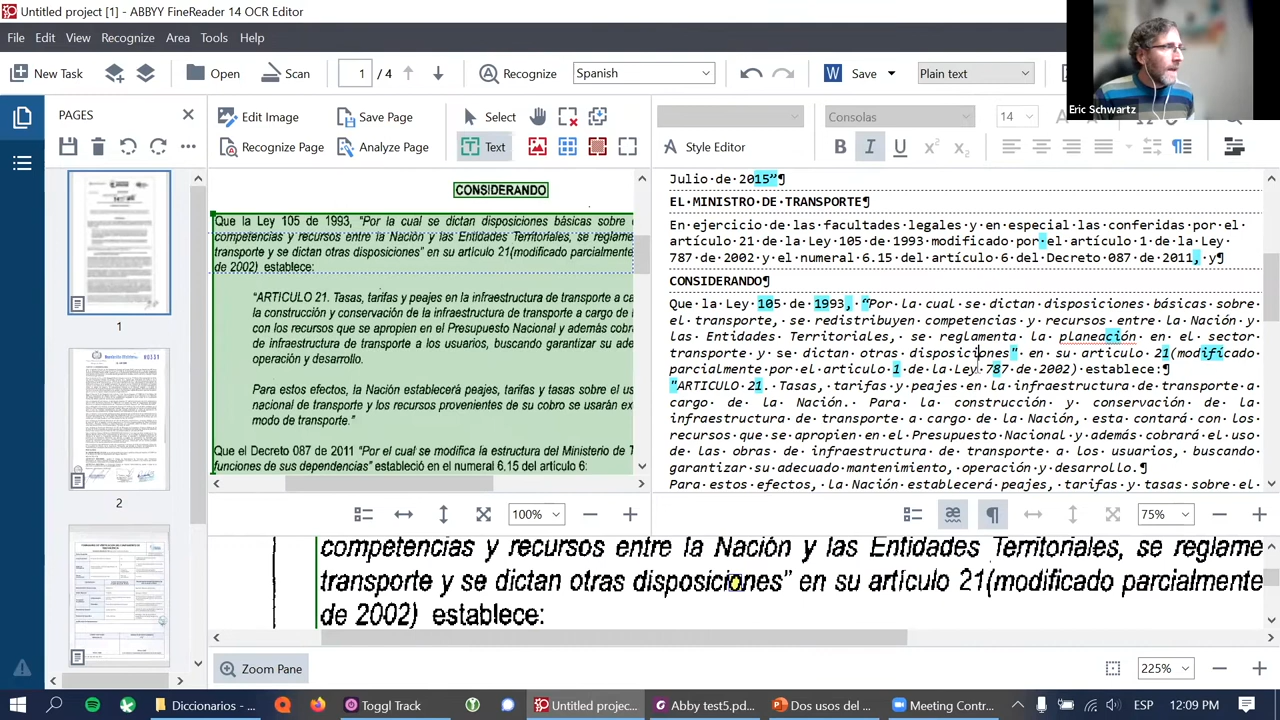 Untitled project [1] - ABBYY FineReader 14 OCR Editor
File Edit View Recognize Area Tools Help
New Task Open Scan 1 / 4 Recognize Spanish Save Plain text
Eric Schwartz
PAGES
Edit Image Save Page Select Consolas 14
Recognize Page Analyze Page Text Style Editor B I U
1
2
CONSIDERANDO
Que la Ley 105 de 1993, "Por la cual se dictan disposiciones básicas sobre
competencias y recursos entre la Nación y las Entidades Territoriales, se reglame
transporte y se dictan otras disposiciones" en su articulo 21(modificado parcialmente
de 2002) establece:
"ARTICULO 21. Tasas, tarifas y peajes en la infraestructura de transporte a ca
la construcción y conservación de la infraestructura de transporte a cargo de
con los recursos que se apropien en el Presupuesto Nacional y además cobra
de infraestructura de transporte a los usuarios, buscando garantizar su ade
operación y desarrollo.
Para estos efectos, la Nación establecerá peajes, tarifas y tasas sobre el us
nacional de transporte y los recursos provenientes de su cobro se usarán ex
modo de transporte."
Que el Decreto 087 de 2011 "Por el cual se modifica la estructura del Ministerio de T
funciones de sus dependencias" estableció en el numeral 6,15 del articulo 6:
100%
Julio·de·2015”¶
EL·MINISTRO·DE·TRANSPORTE¶
En·ejercicio·de·las·facultades·legales·y·en·especial·las·conferidas·por·el·
artículo·21·de·la·Ley·105·de·1993·modificado·por·el·artículo·1·de·la·Ley·
787·de·2002·y·el·numeral·6.15·del·artículo·6·del·Decreto·087·de·2011,·y¶
CONSIDERANDO¶
Que·la·Ley·105·de·1993,·“Por·la·cual·se·dictan·disposiciones·básicas·sobre·
el·transporte,·se·redistribuyen·competencias·y·recursos·entre·la·Nación·y·
las·Entidades·Territoriales,·se·reglamenta·la·planeación·en·el·sector·
transporte·y·se·dictan·otras·disposiciones"·en·su·articulo·21(modificado·
parcialmente·por·el·articulo·1·de·la·Ley·787·de·2002)·establece:¶
"ARTICULO·21.·Tasas,·tarifas·y·peajes·en·la·infraestructura·de·transporte·a·
cargo·de·la·Nación.·Para·la·construcción·y·conservación·de·la·
infraestructura·de·transporte·a·cargo·de·la·Nación,·esta·contará·con·los·
recursos·que·se·apropien·en·el·Presupuesto·Nacional·y·además·cobrará·el·uso·
de·las·obras·de·infraestructura·de·transporte·a·los·usuarios,·buscando·
garantizar·su·adecuado·mantenimiento,·operación·y·desarrollo.¶
Para·estos·efectos,·la·Nación·establecerá·peajes,·tarifas·y·tasas·sobre·el·
75%
competencias y recursos entre la Nación y las Entidades Territoriales, se reglame
transporte y se dictan otras disposiciones" en su articulo 21(modificado parcialmente
de 2002) establece:
Zoom Pane 225%
Diccionarios - Toggl Track Untitled projec... Abby test5.pd... Dos usos del ... Meeting Contr... ESP 12:09 PM